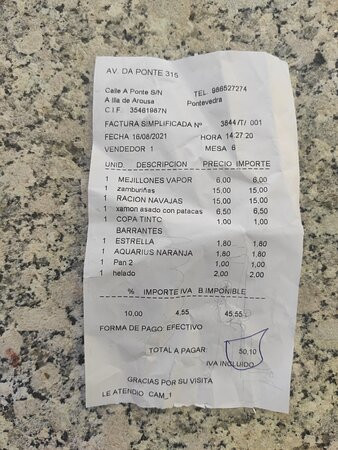 AV. DA PONTE 315
Calle A Ponte S/N TEL. 986527274
A Illa de Arousa Pontevedra
C.I.F. 35461987N
FACTURA SIMPLIFICADA Nº 3844/T/ 001
FECHA 16/08/2021 HORA 14:27:20
VENDEDOR 1 MESA 6
UNID. DESCRIPCION PRECIO IMPORTE
1 MEJILLONES VAPOR 6,00 6,00
1 zamburiñas 15,00 15,00
1 RACION NAVAJAS 15,00 15,00
1 xamon asado con patacas 6,50 6,50
1 COPA TINTO 1,00 1,00
BARRANTES
1 ESTRELLA 1,80 1,80
1 AQUARIUS NARANJA 1,80 1,80
1 Pan 2 1,00 1,00
1 helado 2,00 2,00
% IMPORTE IVA B.IMPONIBLE
10.00 4.55 45.55
FORMA DE PAGO: EFECTIVO
TOTAL A PAGAR: 50,10
IVA INCLUIDO
GRACIAS POR SU VISITA
LE ATENDIO CAM_1